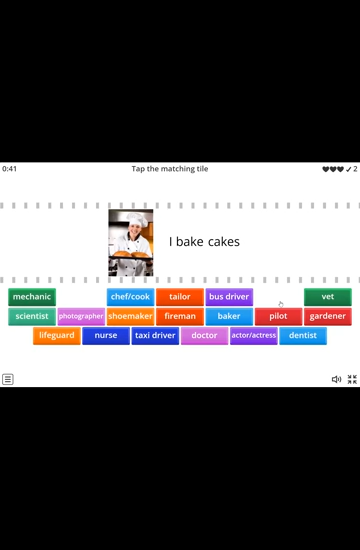 0:41 Tap the matching tile ✓ 2
I bake cakes
mechanic chef/cook tailor bus driver vet
scientist photographer shoemaker fireman baker pilot gardener
lifeguard nurse taxi driver doctor actor/actress dentist